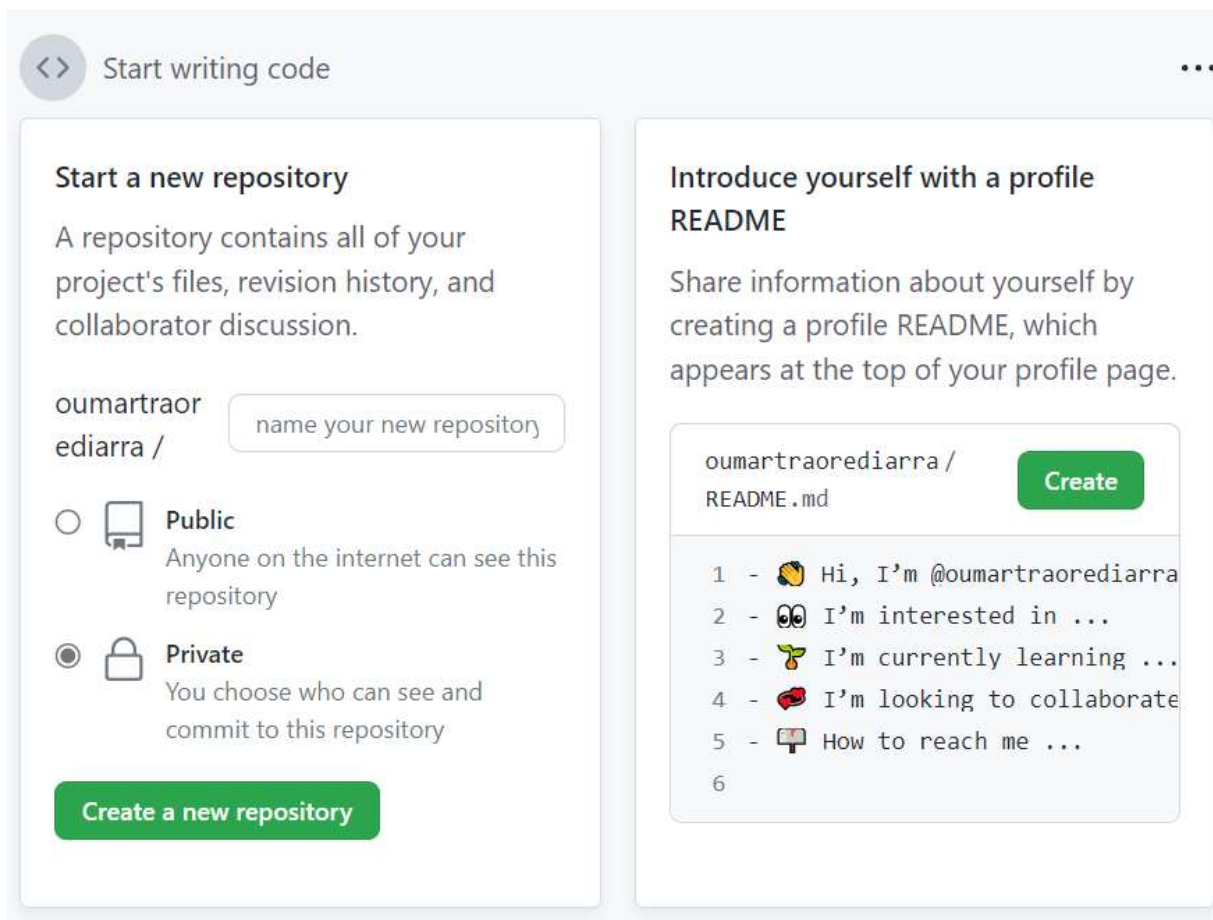 Start writing code
Start a new repository
A repository contains all of your
project's files, revision history, and
collaborator discussion.
oumartraor
ediarra /
name your new repository
Public
Anyone on the internet can see this
repository
Private
You choose who can see and
commit to this repository
Create a new repository
Introduce yourself with a profile
README
Share information about yourself by
creating a profile README, which
appears at the top of your profile page.
oumartraorediarra /
README.md
Create
1 - 👋 Hi, I’m @oumartraorediarra
2 - 👀 I’m interested in ...
3 - 🌱 I’m currently learning ...
4 - 💞️ I’m looking to collaborate
5 - 📫 How to reach me ...
6